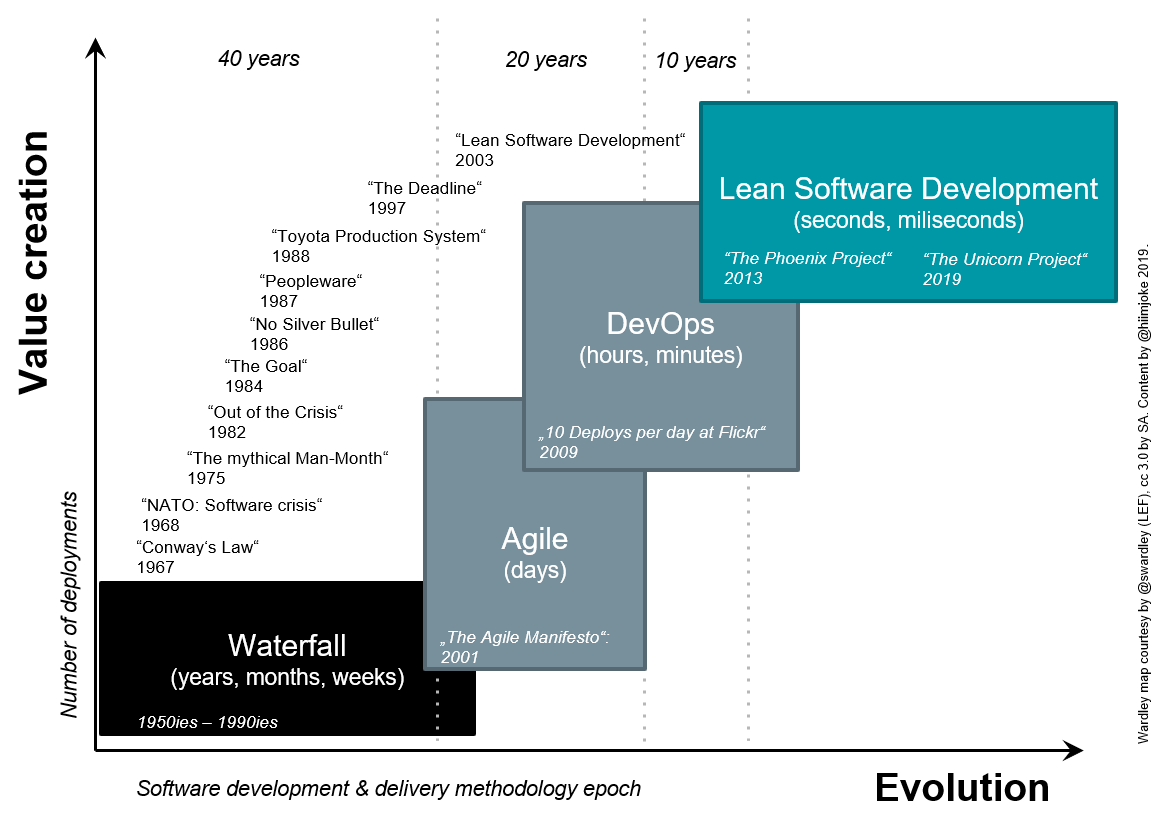 40 years
20 years
10 years
Value creation
Number of deployments
“Lean Software Development“
2003
“The Deadline“
1997
“Toyota Production System“
1988
“Peopleware“
1987
“No Silver Bullet“
1986
“The Goal“
1984
“Out of the Crisis“
1982
“The mythical Man-Month“
1975
“NATO: Software crisis“
1968
“Conway‘s Law“
1967
Lean Software Development
(seconds, miliseconds)
“The Phoenix Project“
2013
“The Unicorn Project“
2019
DevOps
(hours, minutes)
„10 Deploys per day at Flickr“
2009
Agile
(days)
„The Agile Manifesto“:
2001
Waterfall
(years, months, weeks)
1950ies – 1990ies
Software development & delivery methodology epoch
Evolution
Wardley map courtesy by @swardley (LEF), cc 3.0 by SA. Content by @hiimjoke 2019.